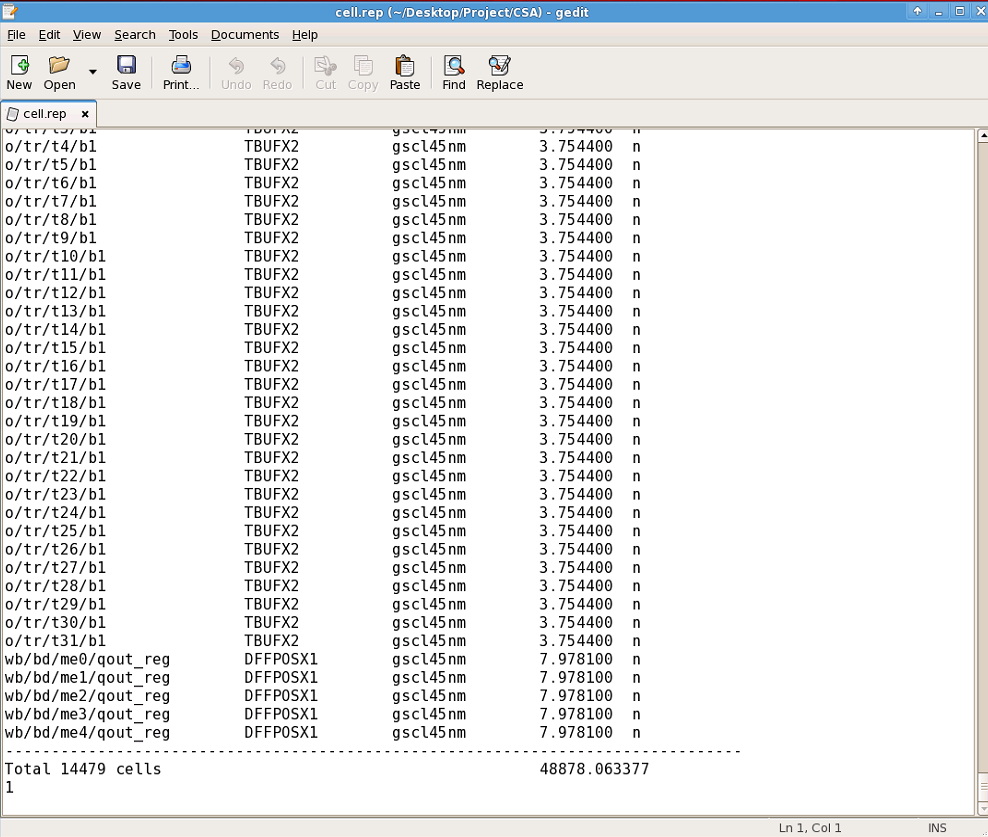 cell.rep (~/Desktop/Project/CSA) - gedit
File Edit View Search Tools Documents Help
New Open Save Print... Undo Redo Cut Copy Paste Find Replace
cell.rep
o/tr/t3/b1 TBUFX2 gscl45nm 3.754400 n
o/tr/t4/b1 TBUFX2 gscl45nm 3.754400 n
o/tr/t5/b1 TBUFX2 gscl45nm 3.754400 n
o/tr/t6/b1 TBUFX2 gscl45nm 3.754400 n
o/tr/t7/b1 TBUFX2 gscl45nm 3.754400 n
o/tr/t8/b1 TBUFX2 gscl45nm 3.754400 n
o/tr/t9/b1 TBUFX2 gscl45nm 3.754400 n
o/tr/t10/b1 TBUFX2 gscl45nm 3.754400 n
o/tr/t11/b1 TBUFX2 gscl45nm 3.754400 n
o/tr/t12/b1 TBUFX2 gscl45nm 3.754400 n
o/tr/t13/b1 TBUFX2 gscl45nm 3.754400 n
o/tr/t14/b1 TBUFX2 gscl45nm 3.754400 n
o/tr/t15/b1 TBUFX2 gscl45nm 3.754400 n
o/tr/t16/b1 TBUFX2 gscl45nm 3.754400 n
o/tr/t17/b1 TBUFX2 gscl45nm 3.754400 n
o/tr/t18/b1 TBUFX2 gscl45nm 3.754400 n
o/tr/t19/b1 TBUFX2 gscl45nm 3.754400 n
o/tr/t20/b1 TBUFX2 gscl45nm 3.754400 n
o/tr/t21/b1 TBUFX2 gscl45nm 3.754400 n
o/tr/t22/b1 TBUFX2 gscl45nm 3.754400 n
o/tr/t23/b1 TBUFX2 gscl45nm 3.754400 n
o/tr/t24/b1 TBUFX2 gscl45nm 3.754400 n
o/tr/t25/b1 TBUFX2 gscl45nm 3.754400 n
o/tr/t26/b1 TBUFX2 gscl45nm 3.754400 n
o/tr/t27/b1 TBUFX2 gscl45nm 3.754400 n
o/tr/t28/b1 TBUFX2 gscl45nm 3.754400 n
o/tr/t29/b1 TBUFX2 gscl45nm 3.754400 n
o/tr/t30/b1 TBUFX2 gscl45nm 3.754400 n
o/tr/t31/b1 TBUFX2 gscl45nm 3.754400 n
wb/bd/me0/qout_reg DFFPOSX1 gscl45nm 7.978100 n
wb/bd/me1/qout_reg DFFPOSX1 gscl45nm 7.978100 n
wb/bd/me2/qout_reg DFFPOSX1 gscl45nm 7.978100 n
wb/bd/me3/qout_reg DFFPOSX1 gscl45nm 7.978100 n
wb/bd/me4/qout_reg DFFPOSX1 gscl45nm 7.978100 n
--------------------------------------------------------------------------------
Total 14479 cells 48878.063377
1
Ln 1, Col 1 INS